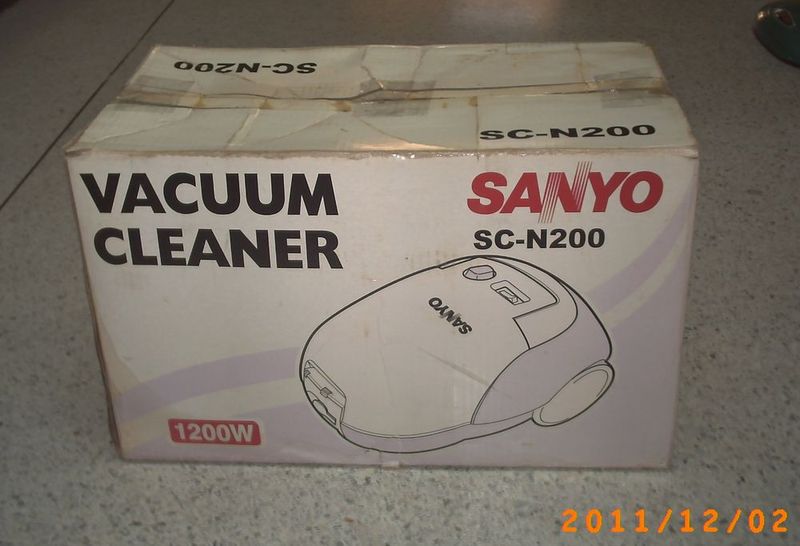 SC-N200
SC-N200
VACUUM
CLEANER
SANYO
SC-N200
SANYO
1200W
2011/12/02